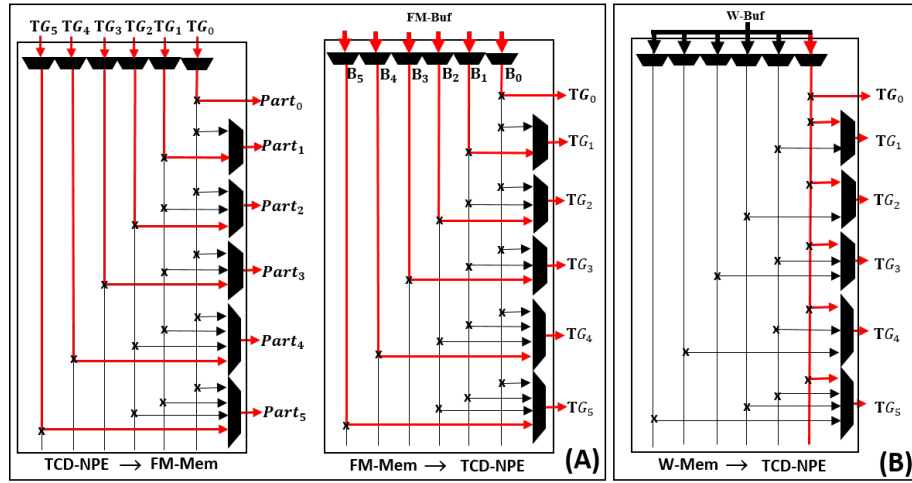 TG5 TG4 TG3 TG2 TG1 TG0
Part0
Part1
Part2
Part3
Part4
Part5
TCD-NPE → FM-Mem
FM-Buf
B5 B4 B3 B2 B1 B0
TG0
TG1
TG2
TG3
TG4
TG5
FM-Mem → TCD-NPE
(A)
W-Buf
TG0
TG1
TG2
TG3
TG4
TG5
W-Mem → TCD-NPE
(B)